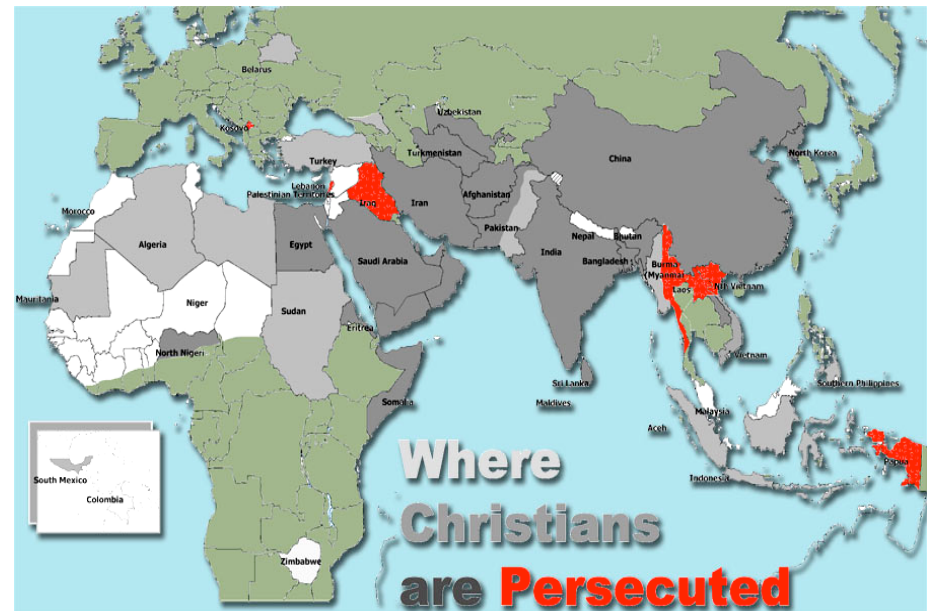 Belarus
Uzbekistan
Kosovo
Turkmenistan
China
North Korea
Turkey
Lebanon
Palestinian Territories
Afghanistan
Iraq
Iran
Morocco
Pakistan
Nepal
Bhutan
Algeria
Egypt
India
Saudi Arabia
Bangladesh
Burma
(Myanmar)
Laos
Nth Vietnam
Mauritania
Niger
Sudan
Eritrea
North Nigeri
Vietnam
Sri Lanka
Southern Philippines
Somalia
Maldives
Malaysia
Aceh
Where
Christians
are Persecuted
Papua
Indonesia
South Mexico
Colombia
Zimbabwe